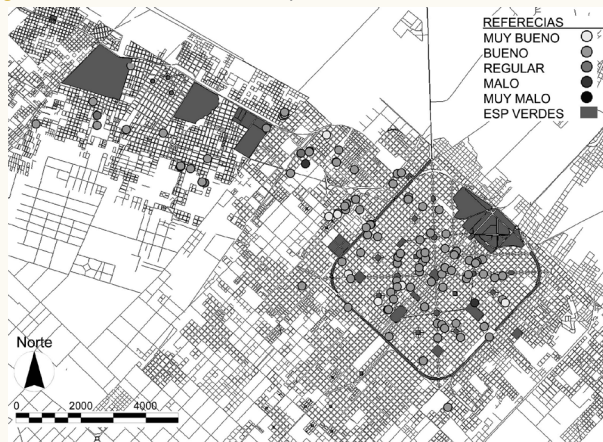 REFERECIAS
MUY BUENO
BUENO
REGULAR
MALO
MUY MALO
ESP VERDES
Norte
0 2000 4000